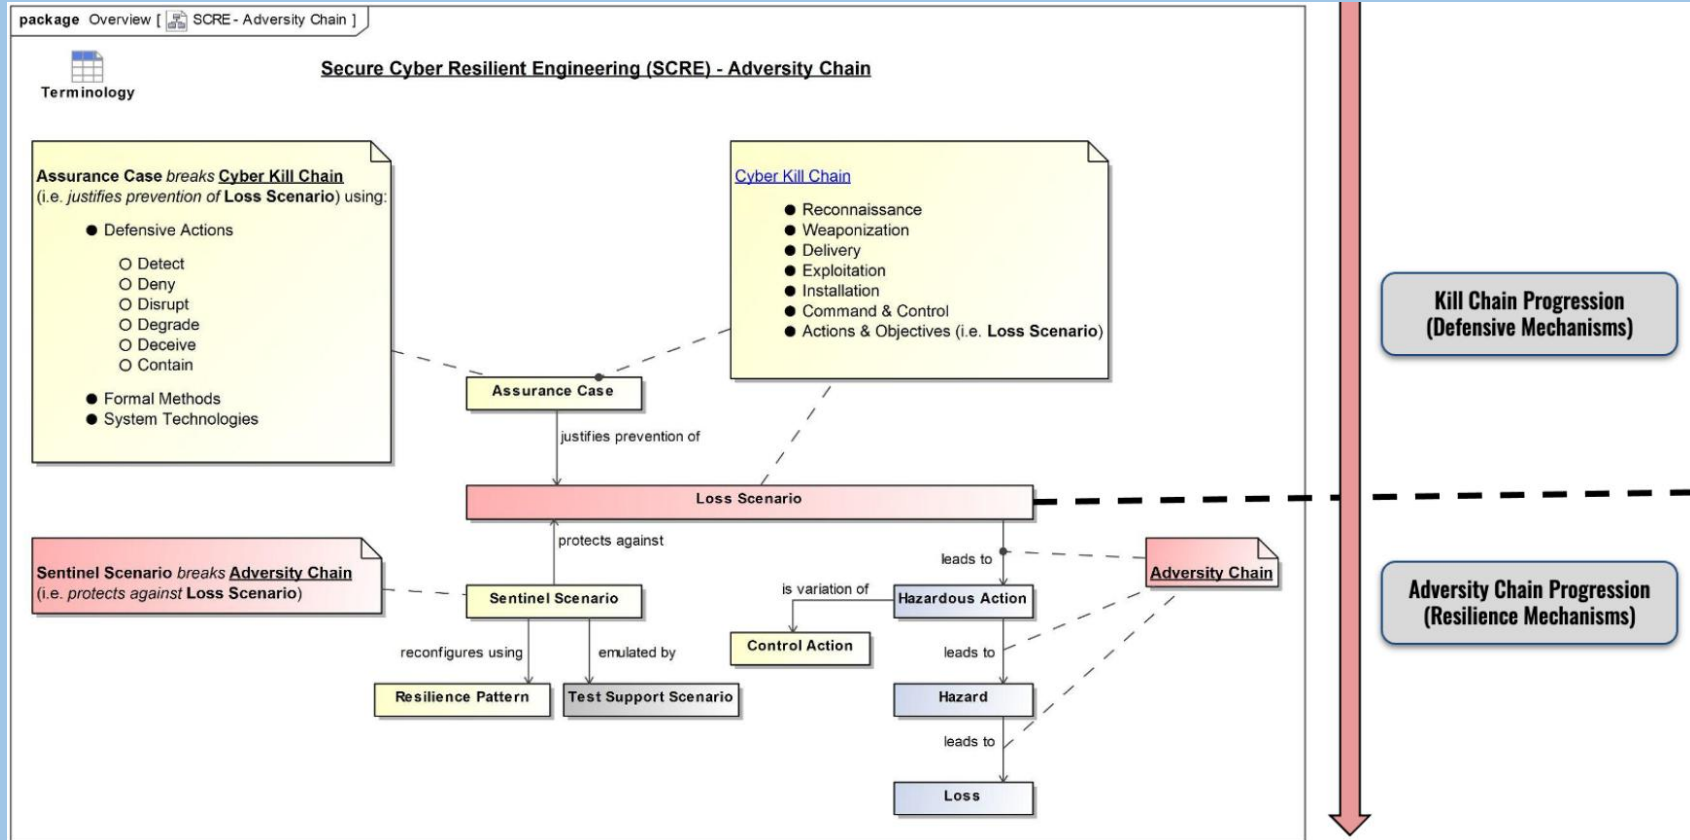 package Overview [ SCRE - Adversity Chain ]
Terminology
Secure Cyber Resilient Engineering (SCRE) - Adversity Chain
Assurance Case breaks Cyber Kill Chain
(i.e. justifies prevention of Loss Scenario) using:
● Defensive Actions
O Detect
O Deny
O Disrupt
O Degrade
O Deceive
O Contain
● Formal Methods
● System Technologies
Cyber Kill Chain
● Reconnaissance
● Weaponization
● Delivery
● Exploitation
● Installation
● Command & Control
● Actions & Objectives (i.e. Loss Scenario)
Kill Chain Progression
(Defensive Mechanisms)
Assurance Case
justifies prevention of
Loss Scenario
protects against
leads to
Sentinel Scenario breaks Adversity Chain
(i.e. protects against Loss Scenario)
Adversity Chain
Sentinel Scenario
is variation of
Hazardous Action
Adversity Chain Progression
(Resilience Mechanisms)
Control Action
reconfigures using
emulated by
leads to
Resilience Pattern
Test Support Scenario
Hazard
leads to
Loss